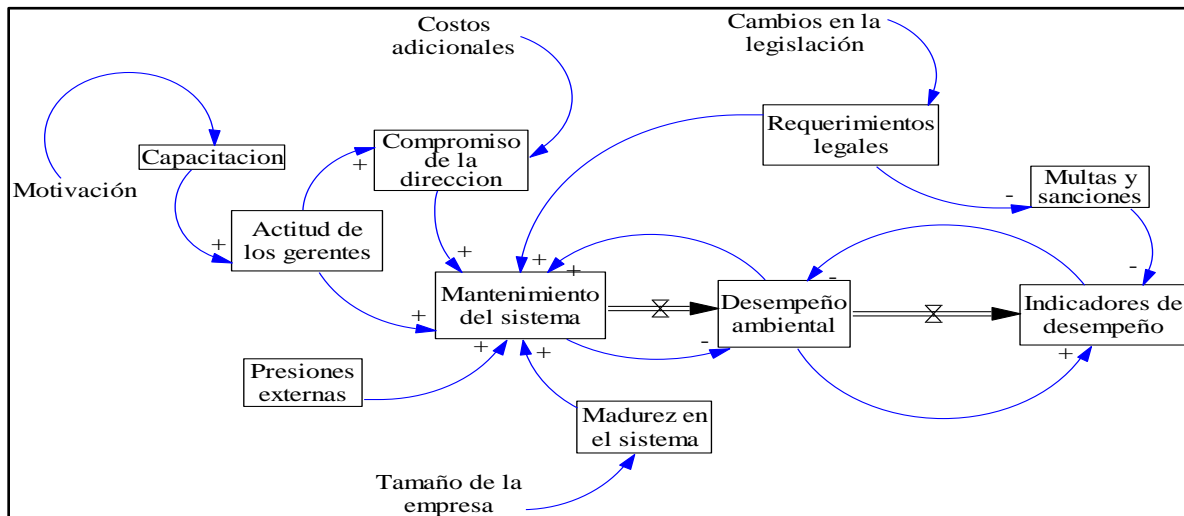 Costos
adicionales
Cambios en la
legislación
Requerimientos
legales
Compromiso
de la
direccion
+
Capacitacion
Motivación
-
Multas y
sanciones
Actitud de
los gerentes
+
+
+
+
-
-
Mantenimiento
del sistema
+
Desempeño
ambiental
Indicadores de
desempeño
+
+
-
+
Presiones
externas
Madurez en
el sistema
Tamaño de la
empresa